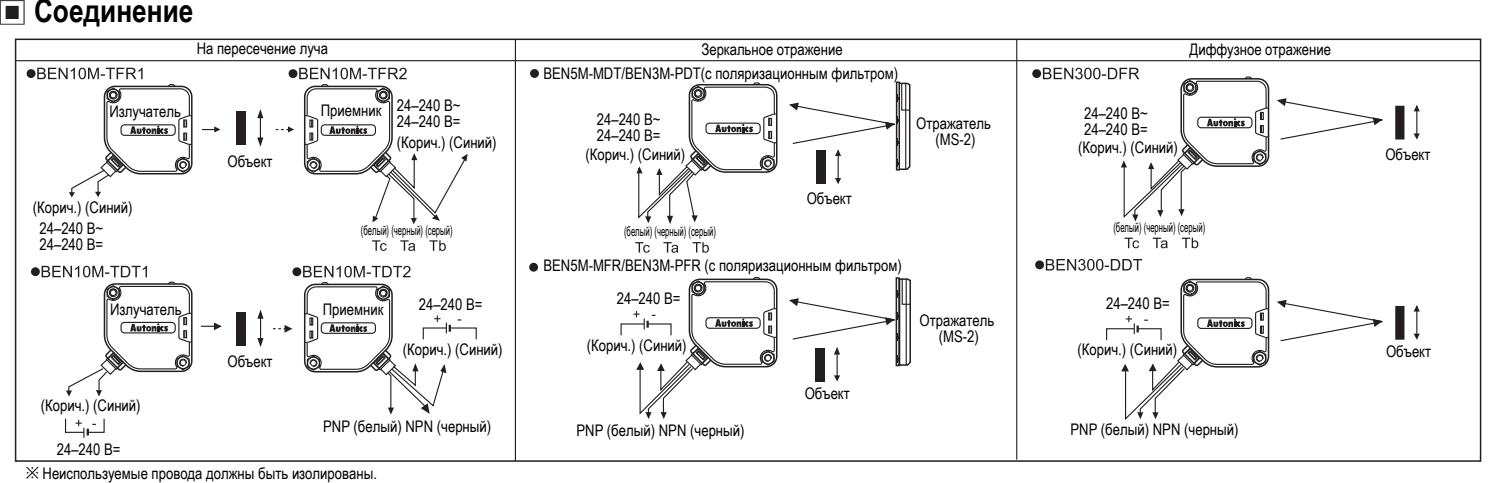 Соединение
На пересечение луча
Зеркальное отражение
Диффузное отражение
●BEN10M-TFR1
●BEN10M-TFR2
Излучатель
Autonics
Объект
Приемник
Autonics
24–240 В~
24–240 В=
(Корич.) (Синий)
(Корич.) (Синий)
24–240 В~
24–240 В=
(белый) (черный) (серый)
Tc Ta Tb
●BEN10M-TDT1
●BEN10M-TDT2
Излучатель
Autonics
Объект
Приемник
Autonics
24–240 В=
+ -
(Корич.) (Синий)
(Корич.) (Синий)
+ -
24–240 В=
PNP (белый) NPN (черный)
● BEN5M-MDT/BEN3M-PDT(с поляризационным фильтром)
24–240 В~
24–240 В=
(Корич.) (Синий)
Autonics
Отражатель
(MS-2)
Объект
(белый) (черный) (серый)
Tc Ta Tb
● BEN5M-MFR/BEN3M-PFR (с поляризационным фильтром)
24–240 В=
+ -
(Корич.) (Синий)
Autonics
Отражатель
(MS-2)
Объект
PNP (белый) NPN (черный)
●BEN300-DFR
24–240 В~
24–240 В=
(Корич.) (Синий)
Autonics
Объект
(белый) (черный) (серый)
Tc Ta Tb
●BEN300-DDT
24–240 В=
+ -
(Корич.) (Синий)
Autonics
Объект
PNP (белый) NPN (черный)
※ Неиспользуемые провода должны быть изолированы.